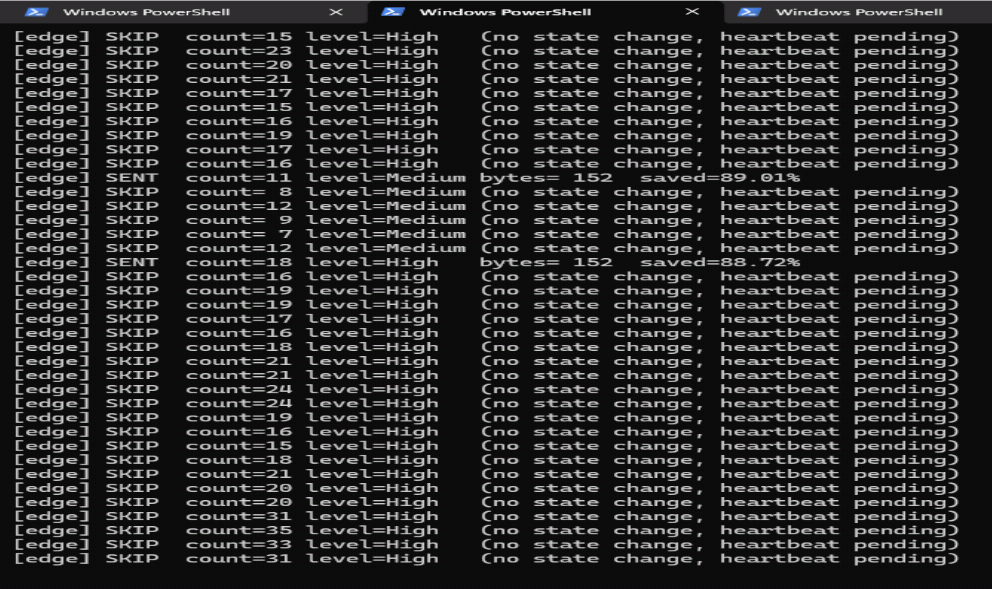 Windows PowerShell
Windows PowerShell
Windows PowerShell
[edge] SKIP  count=15 level=High   (no state change, heartbeat pending)
[edge] SKIP  count=23 level=High   (no state change, heartbeat pending)
[edge] SKIP  count=20 level=High   (no state change, heartbeat pending)
[edge] SKIP  count=21 level=High   (no state change, heartbeat pending)
[edge] SKIP  count=17 level=High   (no state change, heartbeat pending)
[edge] SKIP  count=15 level=High   (no state change, heartbeat pending)
[edge] SKIP  count=16 level=High   (no state change, heartbeat pending)
[edge] SKIP  count=19 level=High   (no state change, heartbeat pending)
[edge] SKIP  count=17 level=High   (no state change, heartbeat pending)
[edge] SKIP  count=16 level=High   (no state change, heartbeat pending)
[edge] SENT  count=11 level=Medium bytes= 152  saved=89.01%
[edge] SKIP  count= 8 level=Medium (no state change, heartbeat pending)
[edge] SKIP  count=12 level=Medium (no state change, heartbeat pending)
[edge] SKIP  count= 9 level=Medium (no state change, heartbeat pending)
[edge] SKIP  count= 7 level=Medium (no state change, heartbeat pending)
[edge] SKIP  count=12 level=Medium (no state change, heartbeat pending)
[edge] SENT  count=18 level=High   bytes= 152  saved=88.72%
[edge] SKIP  count=16 level=High   (no state change, heartbeat pending)
[edge] SKIP  count=19 level=High   (no state change, heartbeat pending)
[edge] SKIP  count=19 level=High   (no state change, heartbeat pending)
[edge] SKIP  count=17 level=High   (no state change, heartbeat pending)
[edge] SKIP  count=16 level=High   (no state change, heartbeat pending)
[edge] SKIP  count=18 level=High   (no state change, heartbeat pending)
[edge] SKIP  count=21 level=High   (no state change, heartbeat pending)
[edge] SKIP  count=21 level=High   (no state change, heartbeat pending)
[edge] SKIP  count=24 level=High   (no state change, heartbeat pending)
[edge] SKIP  count=24 level=High   (no state change, heartbeat pending)
[edge] SKIP  count=19 level=High   (no state change, heartbeat pending)
[edge] SKIP  count=16 level=High   (no state change, heartbeat pending)
[edge] SKIP  count=15 level=High   (no state change, heartbeat pending)
[edge] SKIP  count=18 level=High   (no state change, heartbeat pending)
[edge] SKIP  count=21 level=High   (no state change, heartbeat pending)
[edge] SKIP  count=20 level=High   (no state change, heartbeat pending)
[edge] SKIP  count=20 level=High   (no state change, heartbeat pending)
[edge] SKIP  count=31 level=High   (no state change, heartbeat pending)
[edge] SKIP  count=35 level=High   (no state change, heartbeat pending)
[edge] SKIP  count=33 level=High   (no state change, heartbeat pending)
[edge] SKIP  count=31 level=High   (no state change, heartbeat pending)